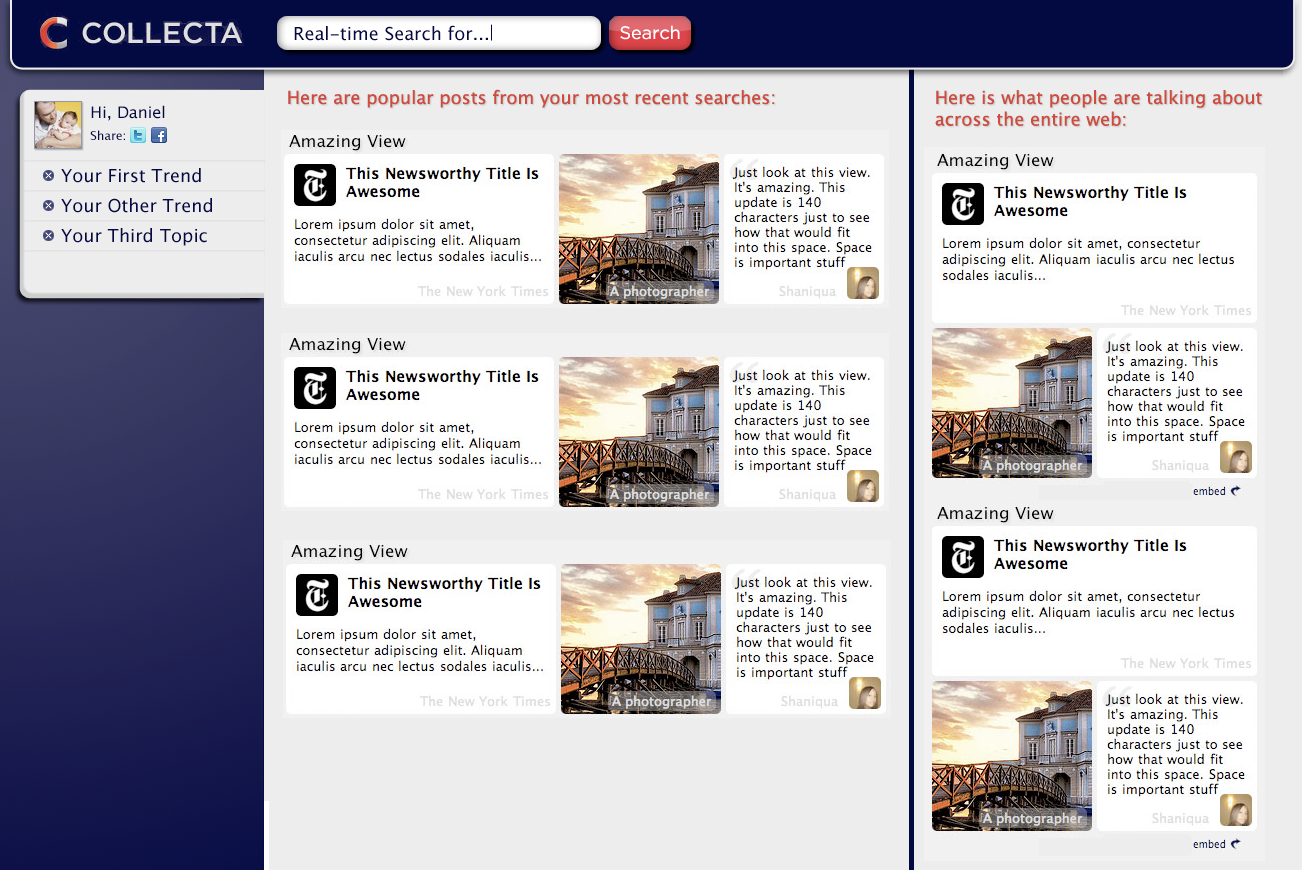 COLLECTA
Real-time Search for...
Search
Hi, Daniel
Share:
Your First Trend
Your Other Trend
Your Third Topic
Here are popular posts from your most recent searches:
Amazing View
This Newsworthy Title Is
Awesome
Lorem ipsum dolor sit amet,
consectetur adipiscing elit. Aliquam
iaculis arcu nec lectus sodales iaculis...
The New York Times
A photographer
Just look at this view.
It's amazing. This
update is 140
characters just to see
how that would fit
into this space. Space
is important stuff
Shaniqua
Amazing View
This Newsworthy Title Is
Awesome
Lorem ipsum dolor sit amet,
consectetur adipiscing elit. Aliquam
iaculis arcu nec lectus sodales iaculis...
The New York Times
A photographer
Just look at this view.
It's amazing. This
update is 140
characters just to see
how that would fit
into this space. Space
is important stuff
Shaniqua
Amazing View
This Newsworthy Title Is
Awesome
Lorem ipsum dolor sit amet,
consectetur adipiscing elit. Aliquam
iaculis arcu nec lectus sodales iaculis...
The New York Times
A photographer
Just look at this view.
It's amazing. This
update is 140
characters just to see
how that would fit
into this space. Space
is important stuff
Shaniqua
Here is what people are talking about
across the entire web:
Amazing View
This Newsworthy Title Is
Awesome
Lorem ipsum dolor sit amet, consectetur
adipiscing elit. Aliquam iaculis arcu nec lectus
sodales iaculis...
The New York Times
A photographer
Just look at this view.
It's amazing. This
update is 140
characters just to see
how that would fit
into this space. Space
is important stuff
Shaniqua
embed
Amazing View
This Newsworthy Title Is
Awesome
Lorem ipsum dolor sit amet, consectetur
adipiscing elit. Aliquam iaculis arcu nec lectus
sodales iaculis...
The New York Times
A photographer
Just look at this view.
It's amazing. This
update is 140
characters just to see
how that would fit
into this space. Space
is important stuff
Shaniqua
embed